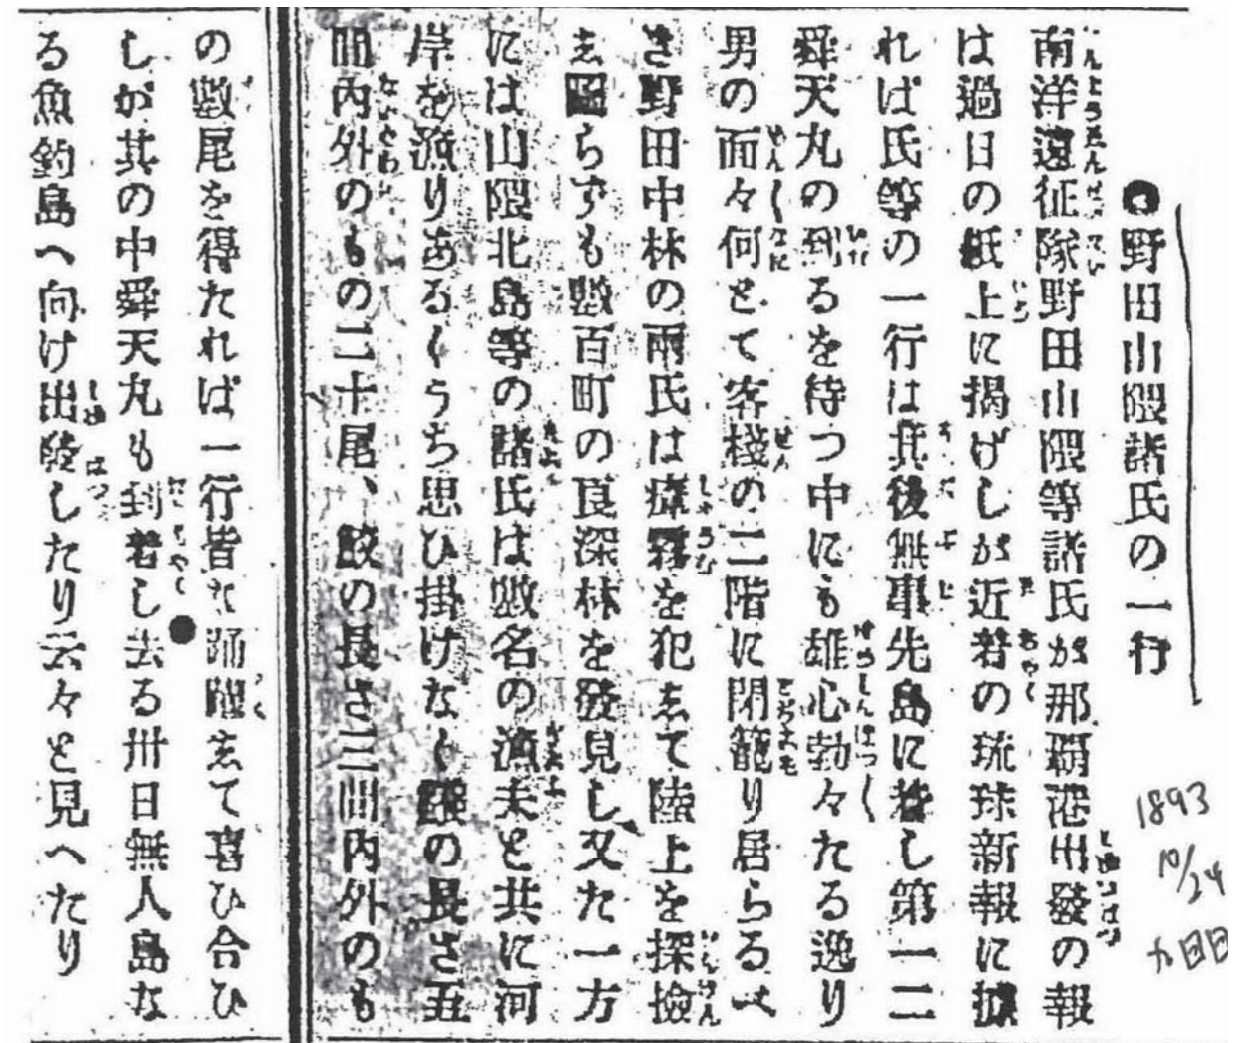 ●野田山隈諸氏の一行
南洋遠征隊野田山隈等諸氏が那覇港出發の報
は過日の紙上に揭げしが近着の琉球新報に據
れば氏等の一行は其後無事先島に着し第一二
舜天丸の到るを待つ中にも雄心勃々たる逸り
男の面々何とて客棧の二階に閉籠り居らるべ
き野田中林の兩氏は瘴霧を犯ゑて陸上を探撿
ゑ圖らずも數百町の良深林を發見し又た一方
には山隈北島等の諸氏は數名の漁夫と共に河
岸を漁りあるくうち思ひ掛けなく の長さ五
間內外のもの二十尾、鮫の長さ三間內外のも
の數尾を得たれば一行皆な踊躍ゑて喜ひ合ひ
しが其の中舜天丸も到着し去る卅日無人島な
る魚釣島へ向け出發したり云々と見へたり
1893
10/24
九日日